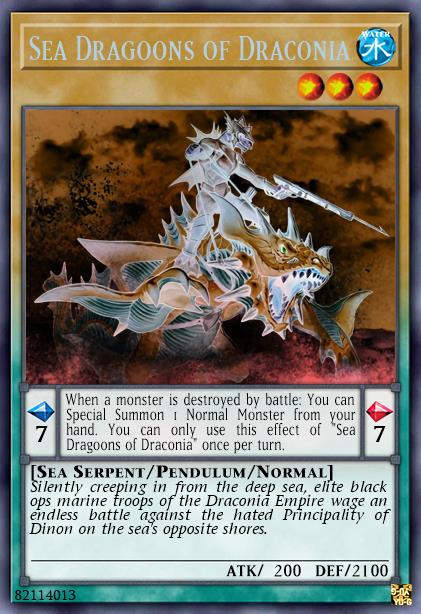 Sea Dragoons of Draconia
WATER
水
When a monster is destroyed by battle: You can
Special Summon 1 Normal Monster from your
hand. You can only use this effect of "Sea
Dragoons of Draconia" once per turn.
7
7
[Sea Serpent/Pendulum/Normal]
Silently creeping in from the deep sea, elite black
ops marine troops of the Draconia Empire wage an
endless battle against the hated Principality of
Dinon on the sea's opposite shores.
ATK/ 200 DEF/2100
82114013